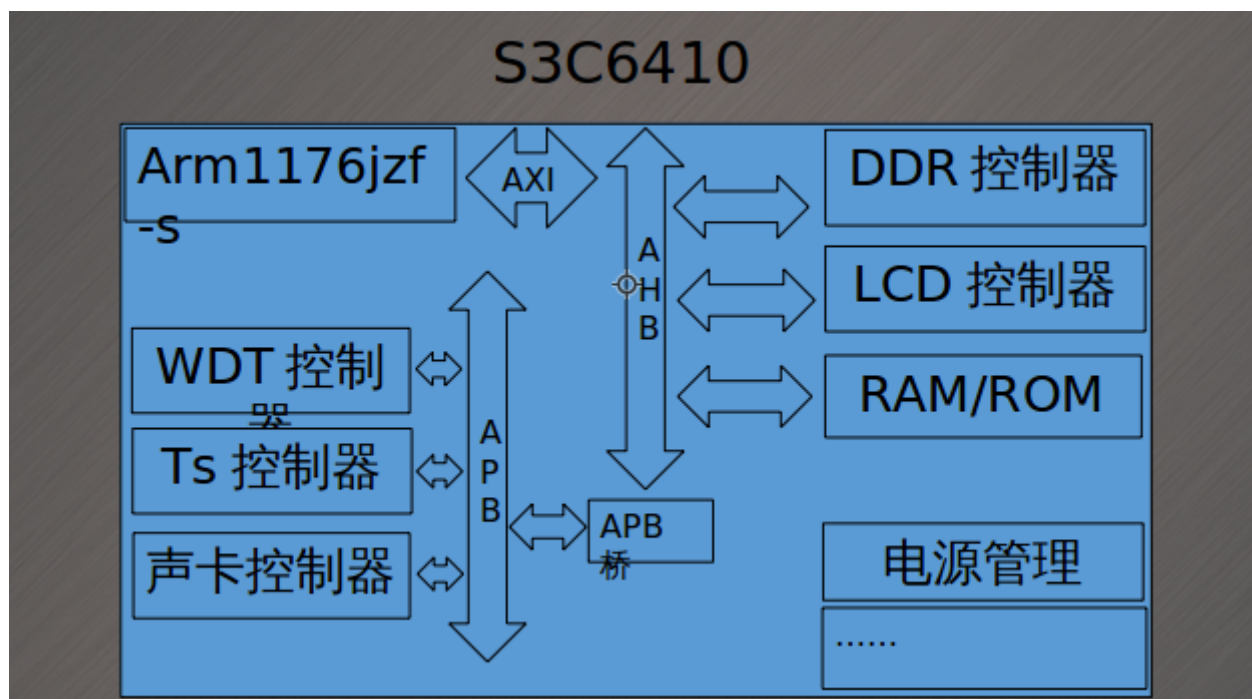 S3C6410
Arm1176jzf
-s
AXI
A
H
B
DDR 控制器
LCD 控制器
RAM/ROM
WDT 控制
器
Ts 控制器
声卡控制器
A
P
B
APB
桥
电源管理
......